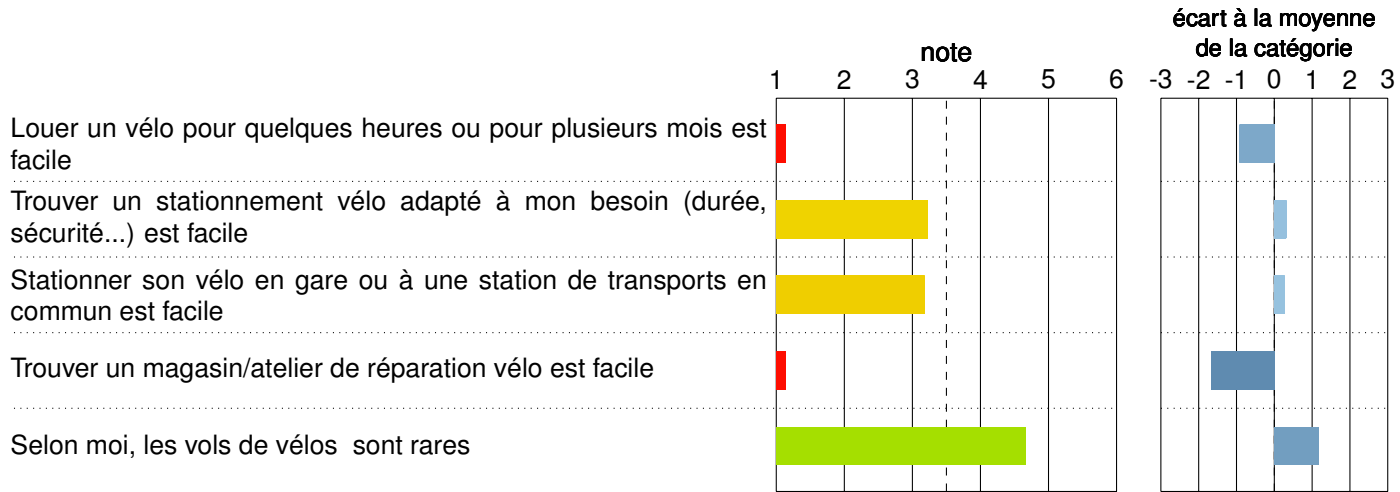 écart à la moyenne
note de la catégorie
1 2 3 4 5 6 -3 -2 -1 0 1 2 3
Louer un vélo pour quelques heures ou pour plusieurs mois est
facile
Trouver un stationnement vélo adapté à mon besoin (durée,
sécurité...) est facile
Stationner son vélo en gare ou à une station de transports en
commun est facile
Trouver un magasin/atelier de réparation vélo est facile
Selon moi, les vols de vélos sont rares